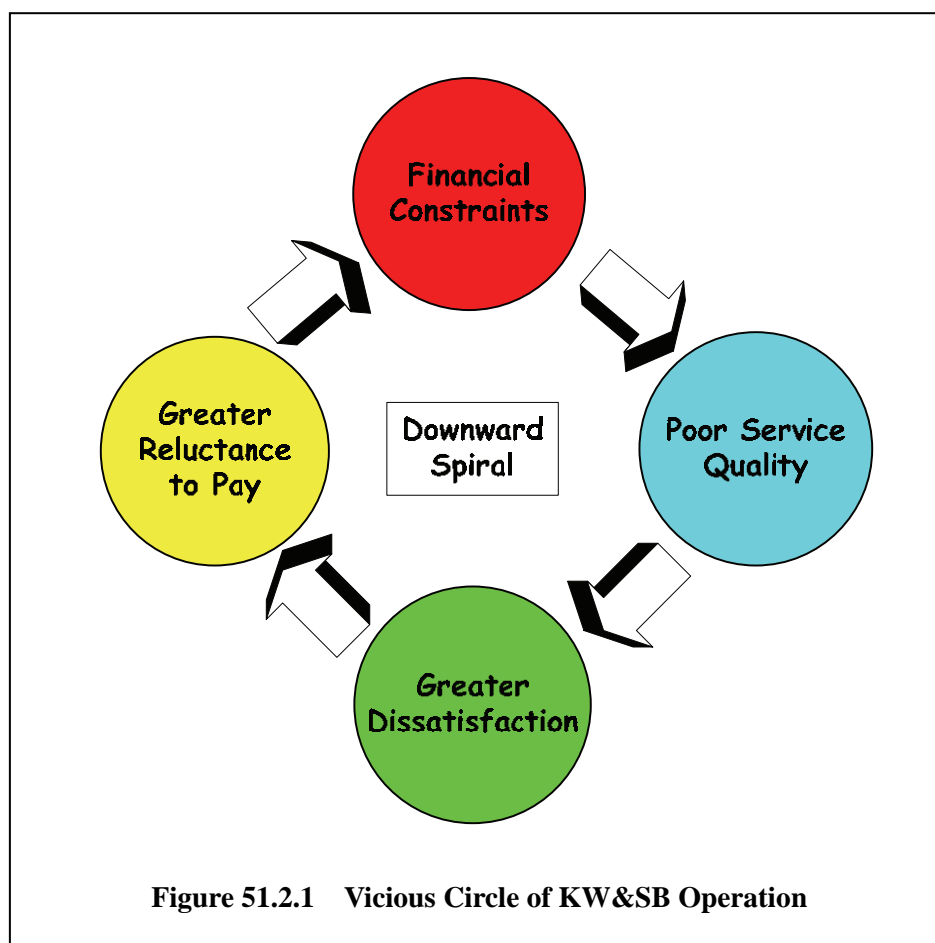 Financial
Constraints
Poor Service
Quality
Greater
Dissatisfaction
Greater
Reluctance
to Pay
Downward
Spiral
Figure 51.2.1 Vicious Circle of KW&SB Operation